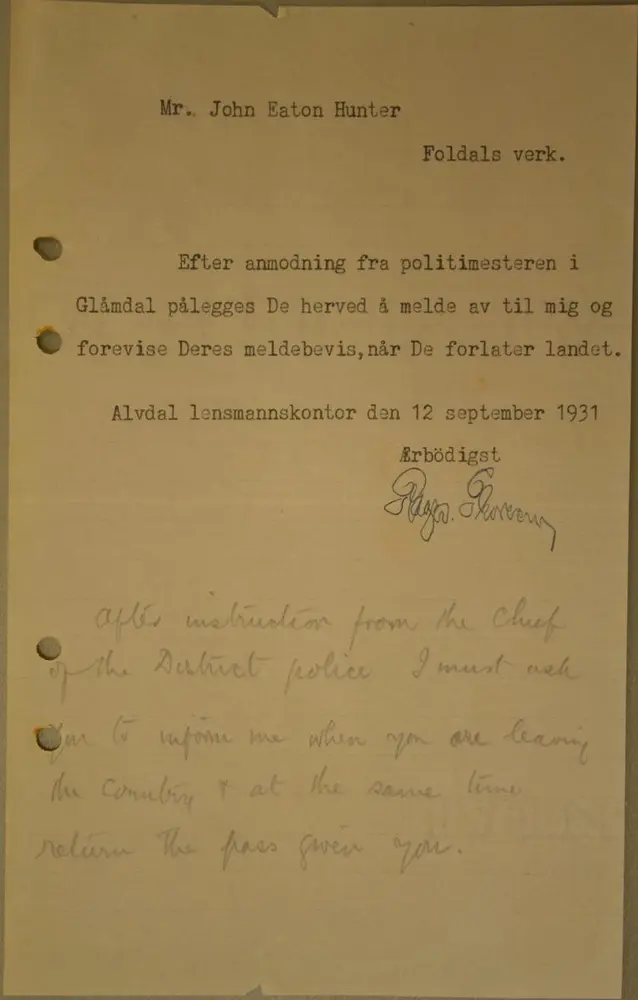 Mr. John Eaton Hunter
Foldals verk.
Efter anmodning fra politimesteren i
Glåmdal pålegges De herved å melde av til mig og
forevise Deres meldebevis,når De forlater landet.
Alvdal lensmannskontor den 12 september 1931
Ærbödigst
After instruction from the Chief
of the District police I must ask
you to inform me when you are leaving
the country & at the same time
return the pass given you.